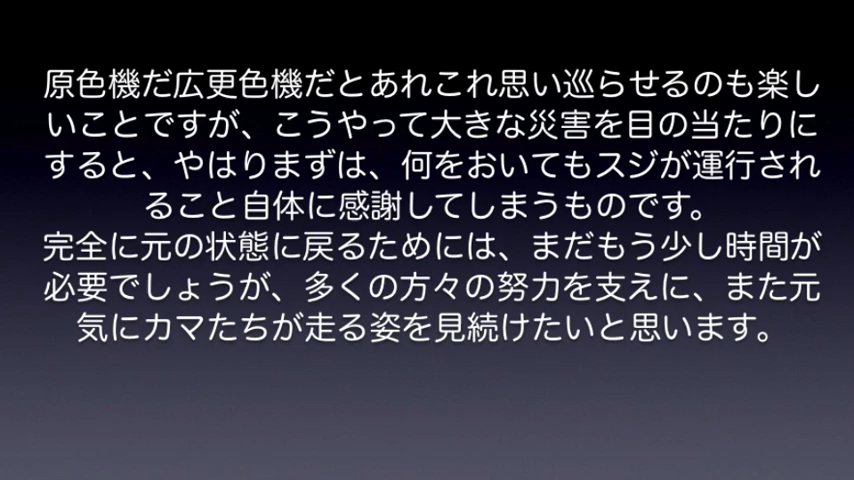 原色機だ広更色機だとあれこれ思い巡らせるのも楽し
いことですが、こうやって大きな災害を目の当たりに
すると、やはりまずは、何をおいてもスジが運行され
ること自体に感謝してしまうものです。
完全に元の状態に戻るためには、まだもう少し時間が
必要でしょうが、多くの方々の努力を支えに、また元
気にカマたちが走る姿を見続けたいと思います。